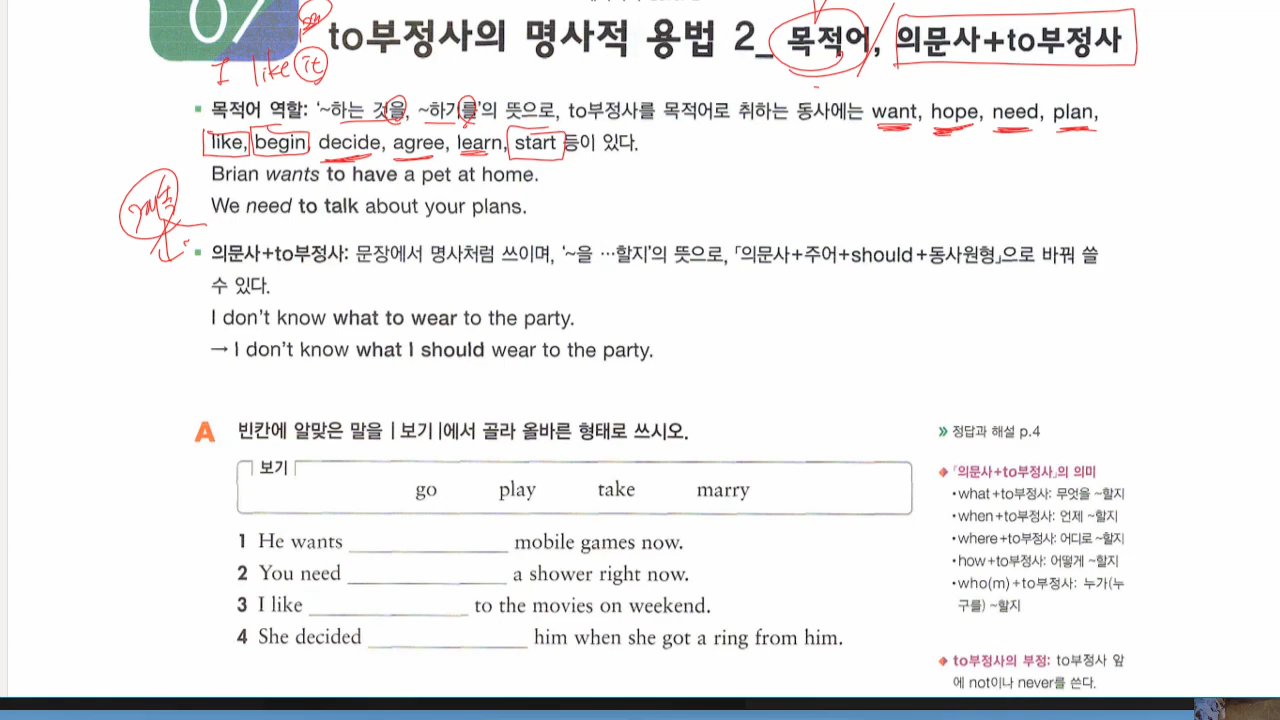 07
to부정사의 명사적 용법 2_ 목적어, 의문사+to부정사
I like it
▪ 목적어 역할: '~하는 것을, ~하기를'의 뜻으로, to부정사를 목적어로 취하는 동사에는 want, hope, need, plan,
like, begin, decide, agree, learn, start 등이 있다.
Brian wants to have a pet at home.
We need to talk about your plans.
▪ 의문사+to부정사: 문장에서 명사처럼 쓰이며, '~을 …할지'의 뜻으로, 「의문사+주어+should+동사원형」으로 바꿔 쓸
수 있다.
I don't know what to wear to the party.
→ I don't know what I should wear to the party.
A 빈칸에 알맞은 말을 |보기|에서 골라 올바른 형태로 쓰시오.
보기
go play take marry
1 He wants ______________ mobile games now.
2 You need ______________ a shower right now.
3 I like ______________ to the movies on weekend.
4 She decided ______________ him when she got a ring from him.
» 정답과 해설 p.4
◆ 「의문사+to부정사」의 의미
•what+to부정사: 무엇을 ~할지
•when+to부정사: 언제 ~할지
•where+to부정사: 어디로 ~할지
•how+to부정사: 어떻게 ~할지
•who(m)+to부정사: 누가(누
구를) ~할지
◆ to부정사의 부정: to부정사 앞
에 not이나 never를 쓴다.